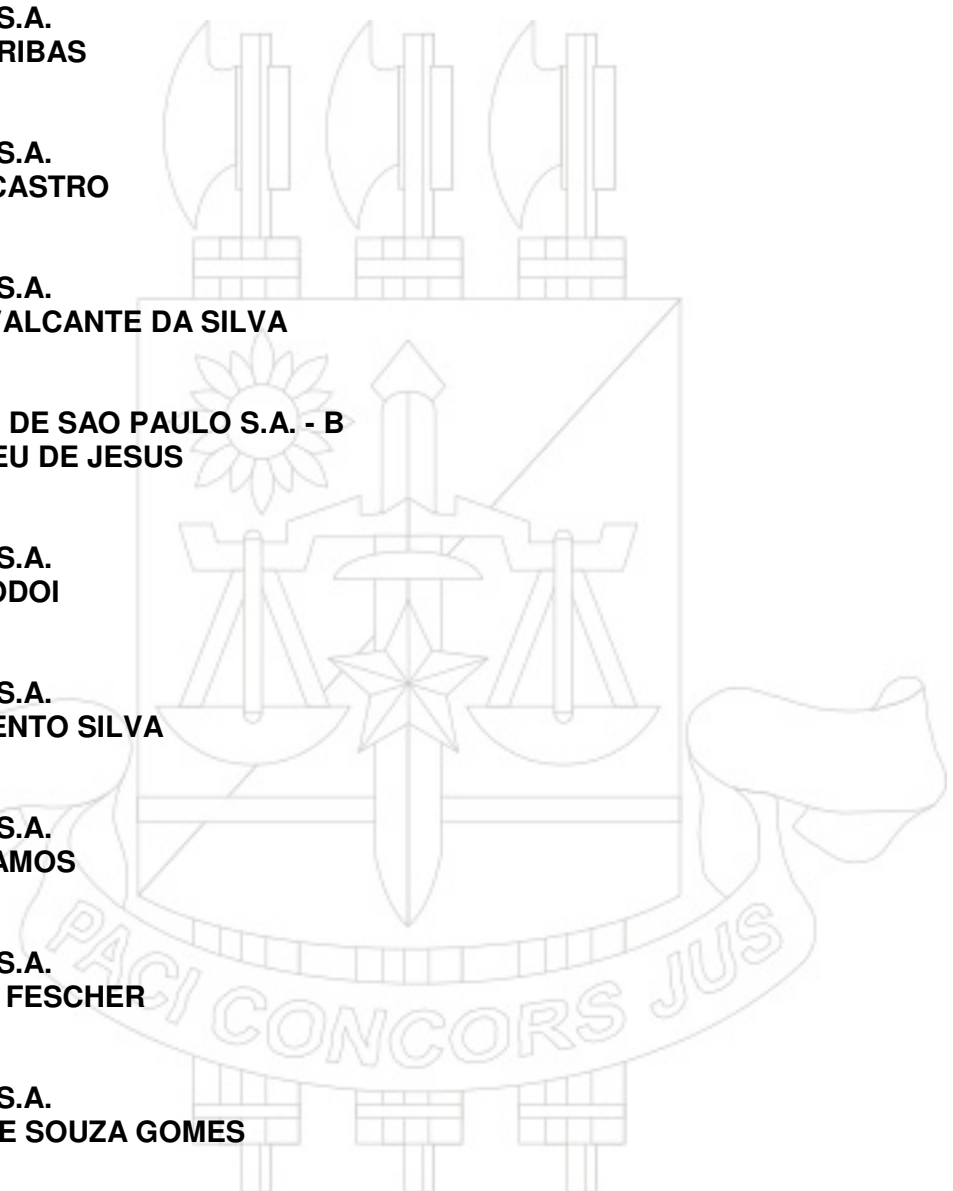 S.A.
RIBAS
S.A.
CASTRO
S.A.
VALCANTE DA SILVA
DE SAO PAULO S.A. - B
EU DE JESUS
S.A.
ODOI
S.A.
ENTO SILVA
S.A.
AMOS
S.A.
FESCHER
S.A.
E SOUZA GOMES
PACI CONCORS JUS